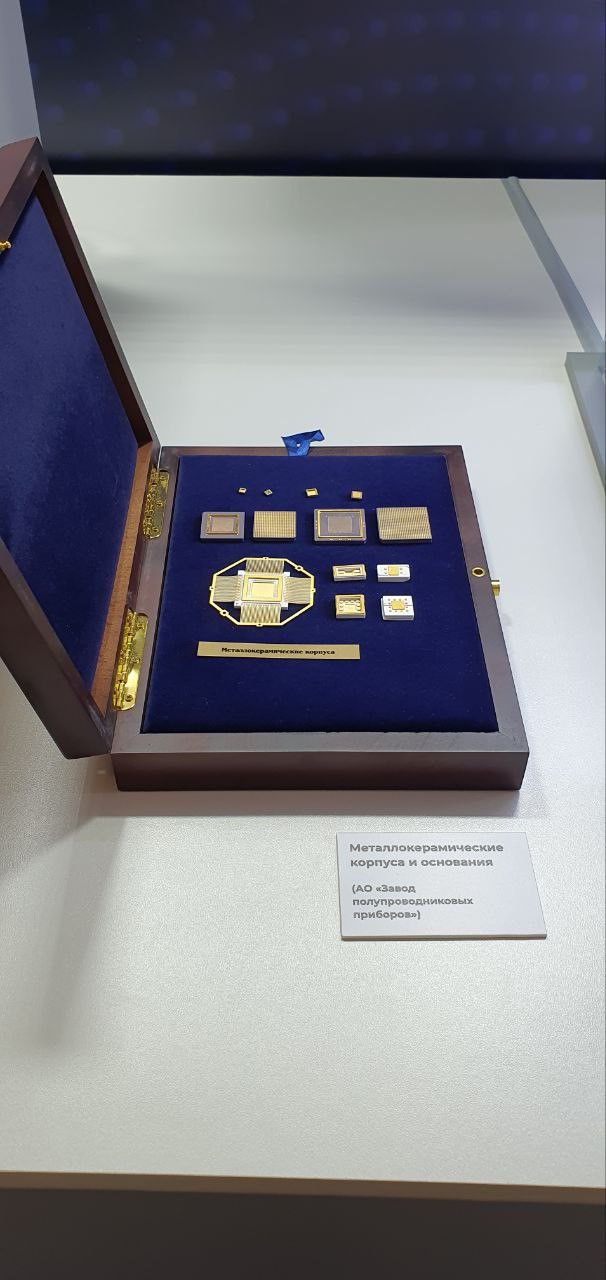 Металлокерамические корпуса
Металлокерамические
корпуса и основания
(АО «Завод
полупроводниковых
приборов»)